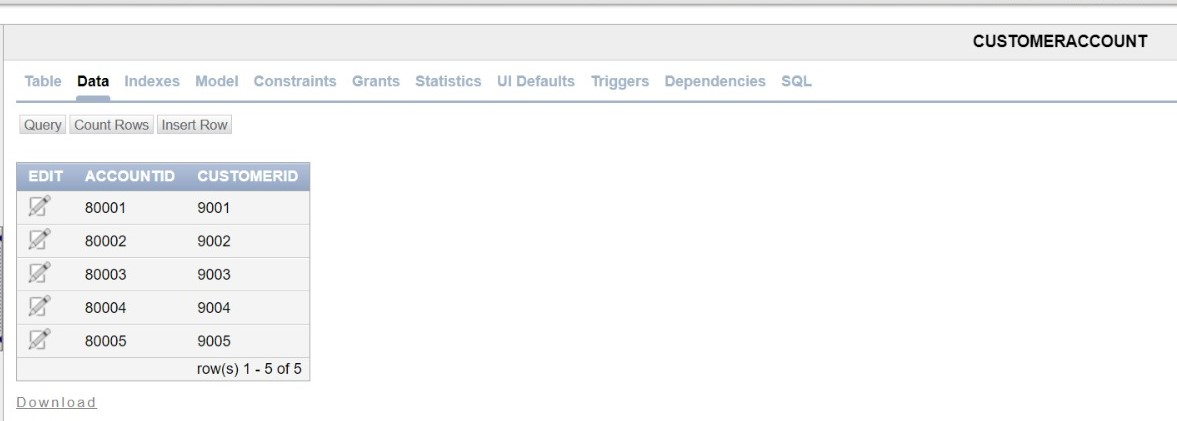 CUSTOMERACCOUNT
Table Data Indexes Model Constraints Grants Statistics UI Defaults Triggers Dependencies SQL
Query Count Rows Insert Row
EDIT ACCOUNTID CUSTOMERID
80001 9001
80002 9002
80003 9003
80004 9004
80005 9005
row(s) 1 - 5 of 5
Download